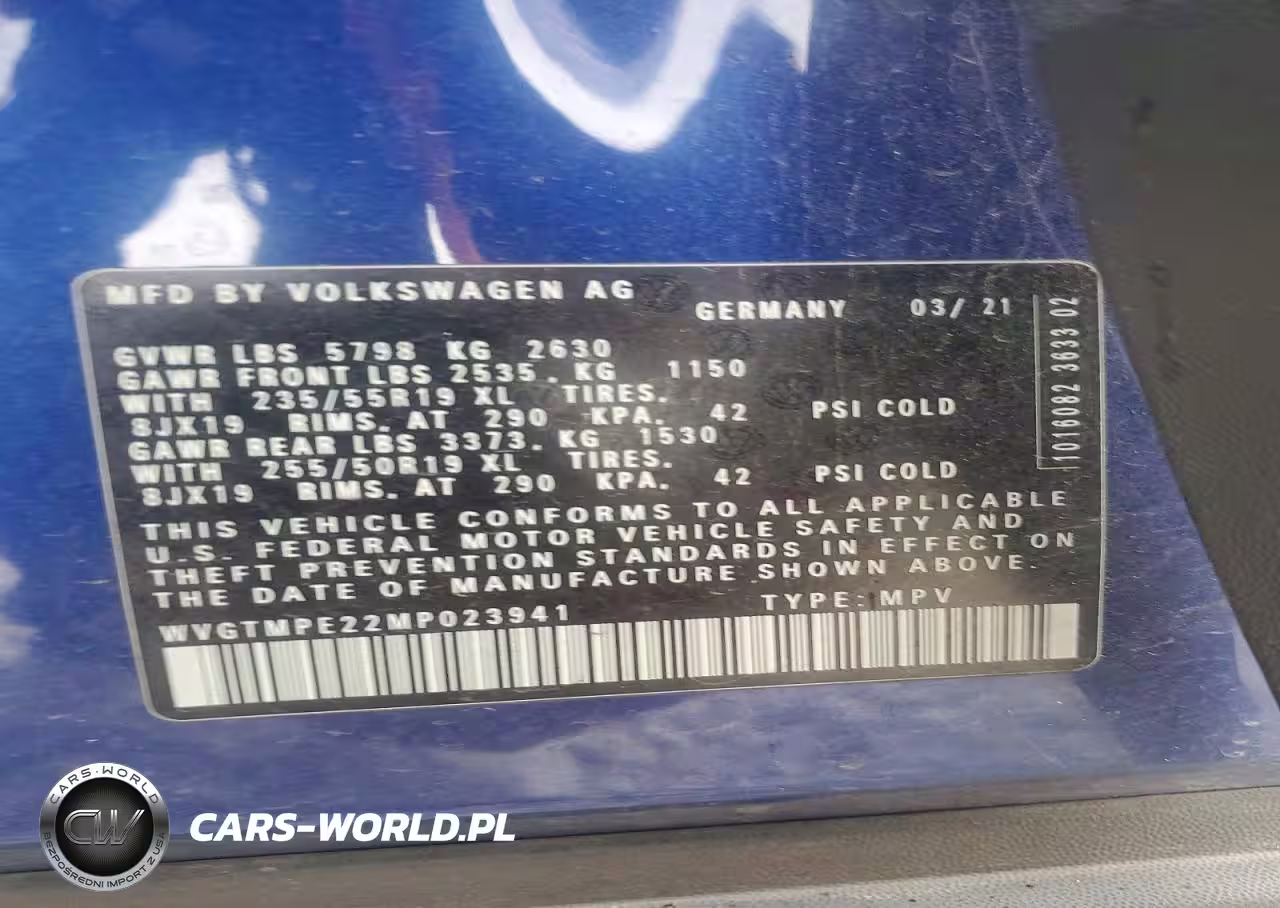 MFD BY VOLKSWAGEN AG
GERMANY 03/ 21
GVWR LBS 5798 KG 2630
GAWR FRONT LBS 2535. KG 1150
WITH 235/55R19 XL TIRES.
8JX19 RIMS. AT 290 KPA. 42 PSI COLD
GAWR REAR LBS 3373. KG 1530
WITH 255/50R19 XL TIRES.
8JX19 RIMS. AT 290 KPA. 42 PSI COLD
THIS VEHICLE CONFORMS TO ALL APPLICABLE
U.S. FEDERAL MOTOR VEHICLE SAFETY AND
THEFT PREVENTION STANDARDS IN EFFECT ON
THE DATE OF MANUFACTURE SHOWN ABOVE.
WVGTMPE22MP023941 TYPE: MPV
1016082 3633 02
CARS-WORLD
CW
BEZPOŚREDNI IMPORT Z USA
CARS-WORLD.PL